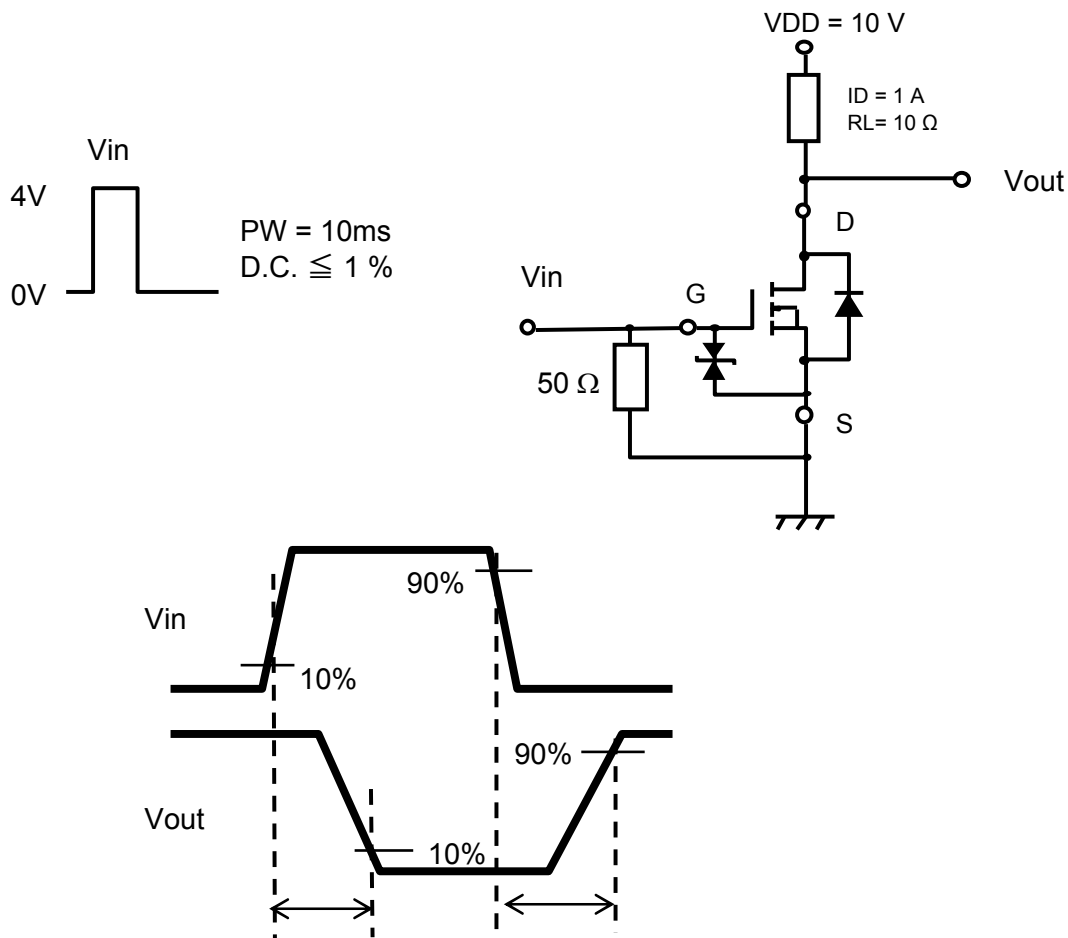 VDD = 10 V
ID = 1 A
RL= 10 Ω
Vin
4V
Vout
PW = 10ms
D.C. ≦ 1 %
0V
D
Vin
G
50 Ω
S
90%
Vin
10%
90%
Vout
10%